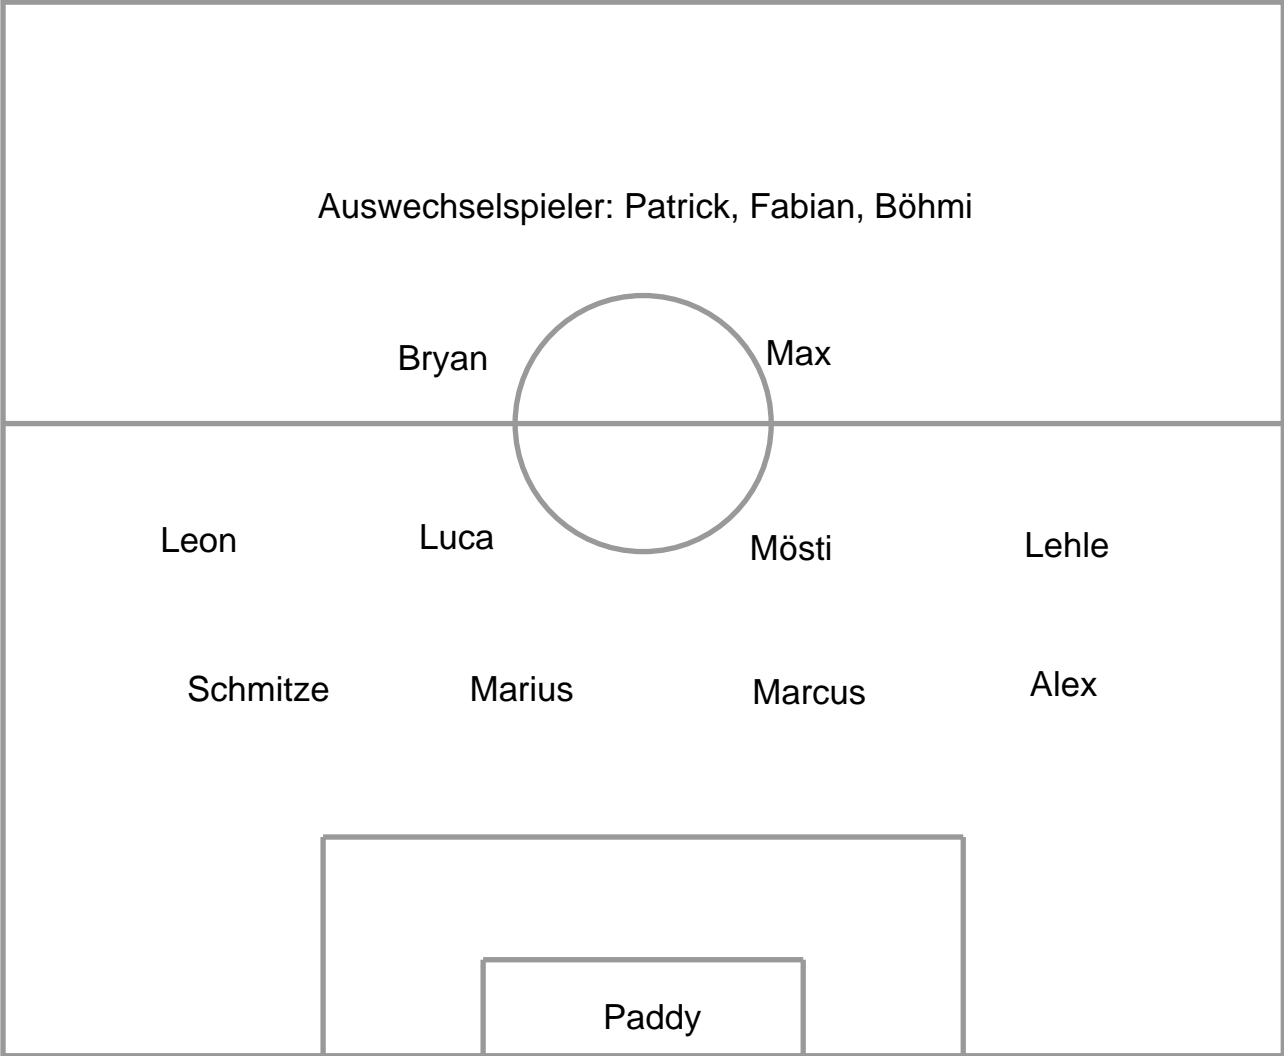 Auswechselspieler: Patrick, Fabian, Böhmi
Bryan Max
Leon Luca Mösti Lehle
Schmitze Marius Marcus Alex
Paddy